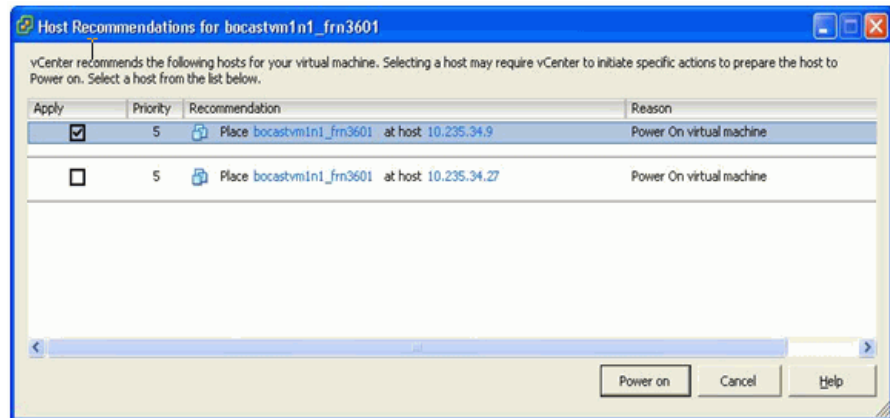 Host Recommendations for bocastvm1n1_frn3601
vCenter recommends the following hosts for your virtual machine. Selecting a host may require vCenter to initiate specific actions to prepare the host to
Power on. Select a host from the list below.
Apply Priority Recommendation Reason
5 Place bocastvm1n1_frn3601 at host 10.235.34.9 Power On virtual machine
5 Place bocastvm1n1_frn3601 at host 10.235.34.27 Power On virtual machine
Power on Cancel Help